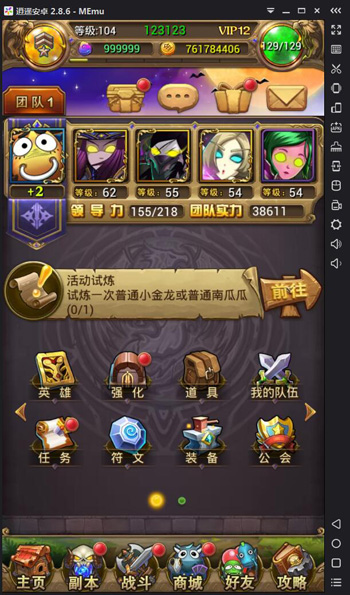 逍遥安卓 2.8.6 - MEmu
等级:104 123123 VIP12
999999 761784406 129/129
团队1
+2 等级: 62 等级: 55 等级: 54 等级: 54
领导力 155/218 团队实力 38611
活动试炼
试炼一次普通小金龙或普通南瓜瓜
(0/1)
前往
英雄 强化 道具 我的队伍
任务 符文 装备 公会
主页 副本 战斗 商城 好友 攻略